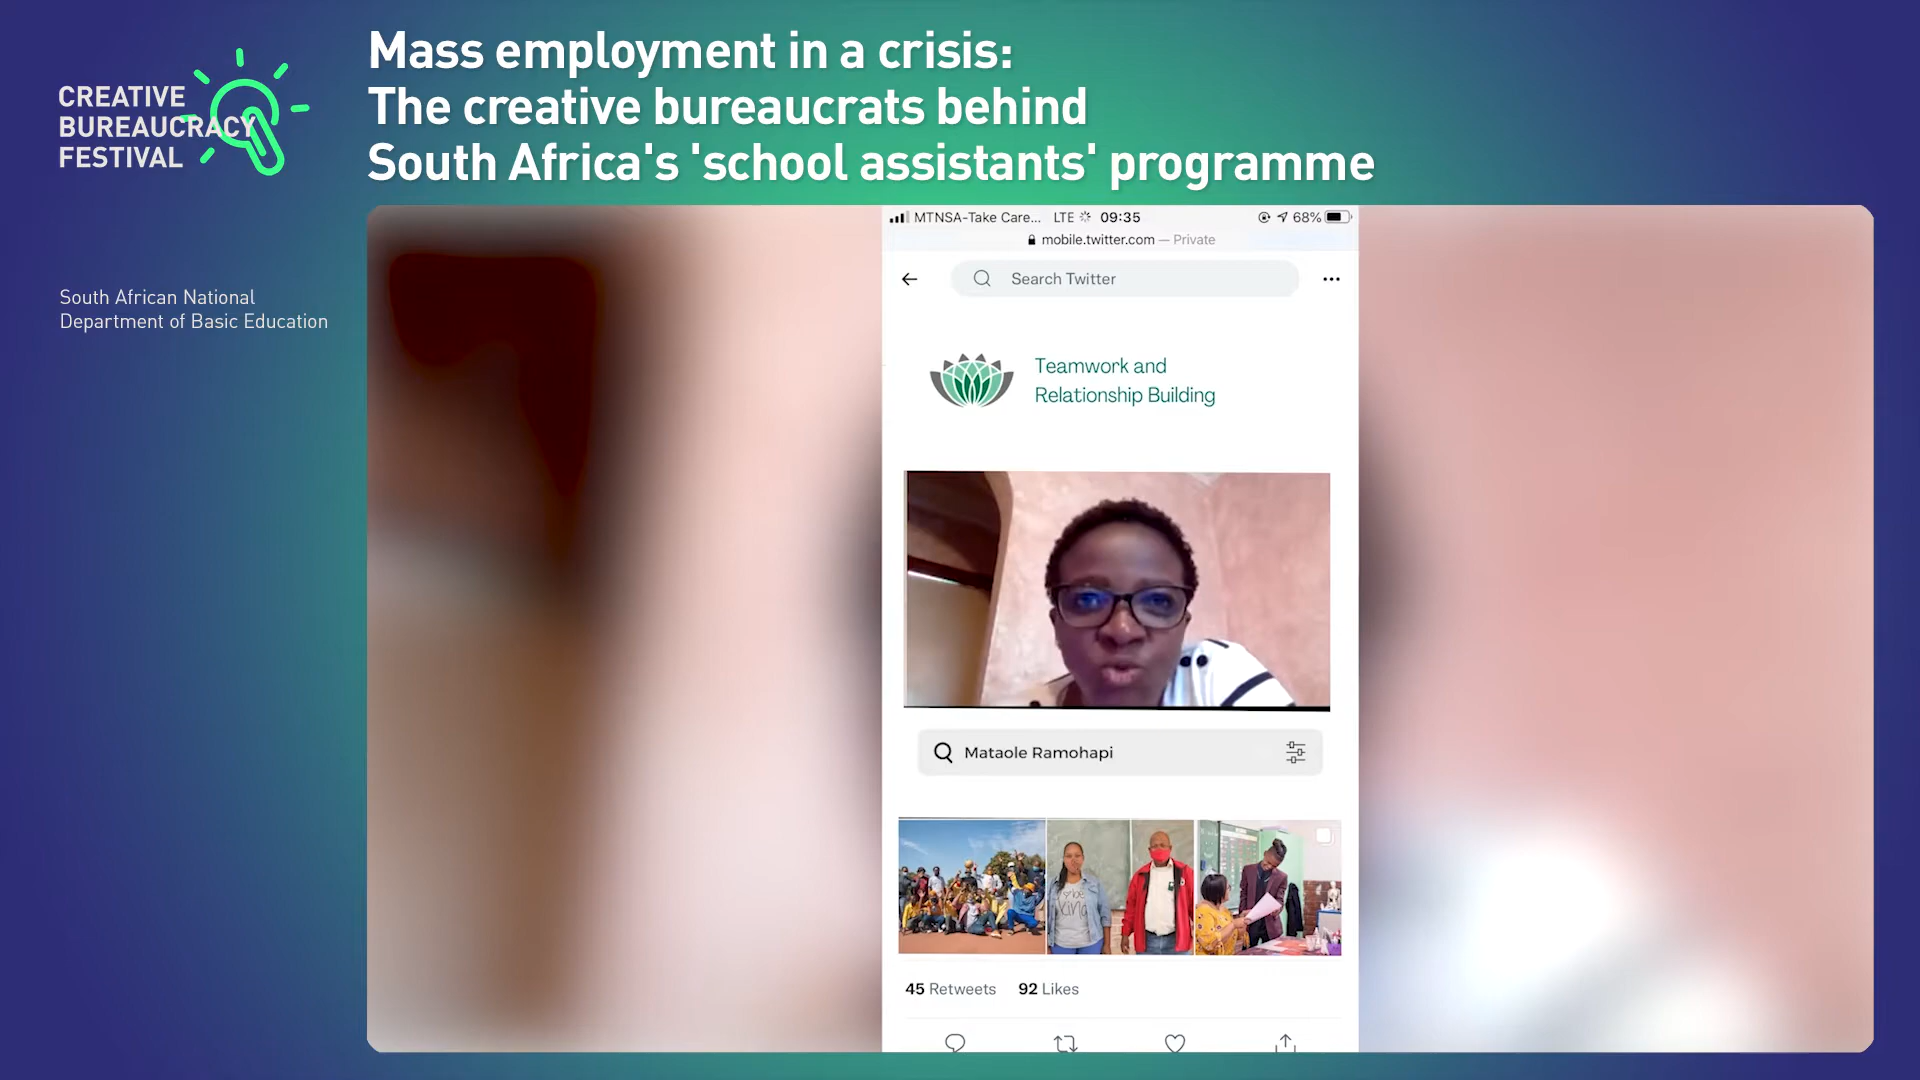 Mass employment in a crisis:
The creative bureaucrats behind
South Africa's 'school assistants' programme
CREATIVE
BUREAUCRACY
FESTIVAL
South African National
Department of Basic Education
MTNSA-Take Care... LTE 09:35 68%
mobile.twitter.com — Private
Search Twitter
Teamwork and
Relationship Building
Mataole Ramohapi
45 Retweets 92 Likes